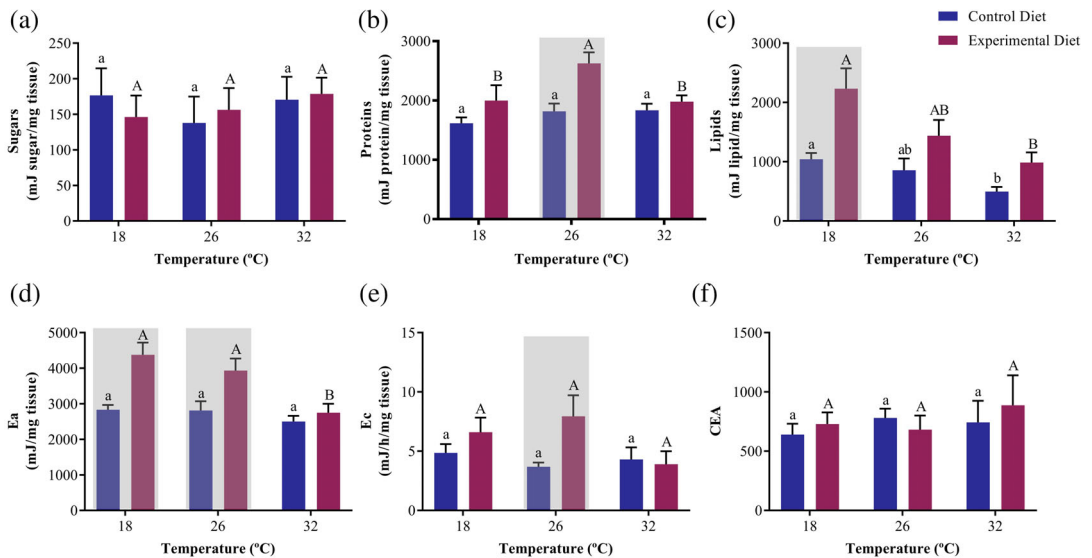 (a)
Sugars
(mJ sugar/mg tissue)
250
200
150
100
50
0
a A a A a A
18 26 32
Temperature (ºC)
(b)
Proteins
(mJ protein/mg tissue)
3000
2000
1000
0
a B a A a B
18 26 32
Temperature (ºC)
(c)
Control Diet
Experimental Diet
Lipids
(mJ lipid/mg tissue)
3000
2000
1000
0
a A ab AB b B
18 26 32
Temperature (ºC)
(d)
Ea
(mJ/mg tissue)
5000
4000
3000
2000
1000
0
a A a A a B
18 26 32
Temperature (ºC)
(e)
Ec
(mJ/h/mg tissue)
15
10
5
0
a A a A a A
18 26 32
Temperature (ºC)
(f)
CEA
1500
1000
500
0
a A a A a A
18 26 32
Temperature (ºC)